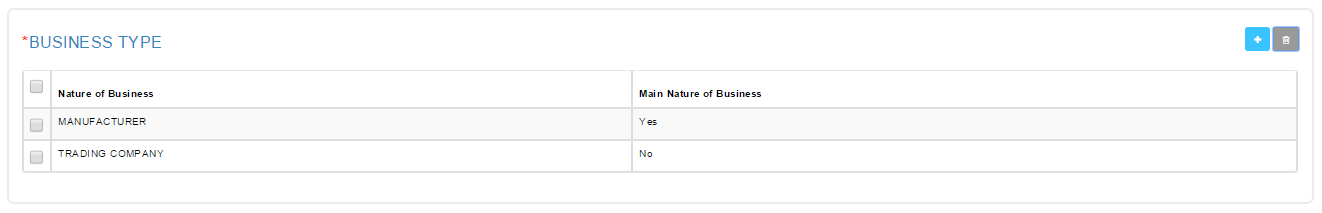 *BUSINESS TYPE
Nature of Business Main Nature of Business
MANUFACTURER Yes
TRADING COMPANY No